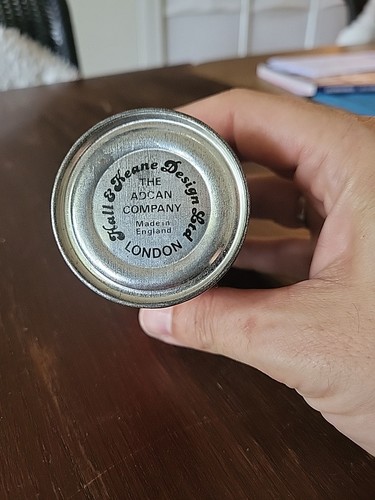 Hall & Keane Design Ltd
THE
ADCAN
COMPANY
Made in
England
LONDON